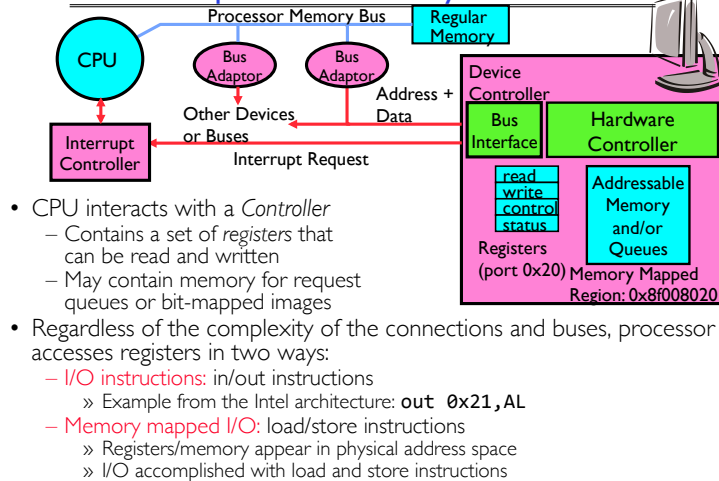 Processor Memory Bus
Regular
Memory
CPU
Bus
Adaptor
Bus
Adaptor
Address +
Data
Other Devices
or Buses
Interrupt
Controller
Interrupt Request
Device
Controller
Bus
Interface
Hardware
Controller
read
write
control
status
Registers
(port 0x20)
Addressable
Memory
and/or
Queues
Memory Mapped
Region: 0x8f008020
• CPU interacts with a Controller
– Contains a set of registers that
can be read and written
– May contain memory for request
queues or bit-mapped images
• Regardless of the complexity of the connections and buses, processor
accesses registers in two ways:
– I/O instructions: in/out instructions
» Example from the Intel architecture: out 0x21,AL
– Memory mapped I/O: load/store instructions
» Registers/memory appear in physical address space
» I/O accomplished with load and store instructions